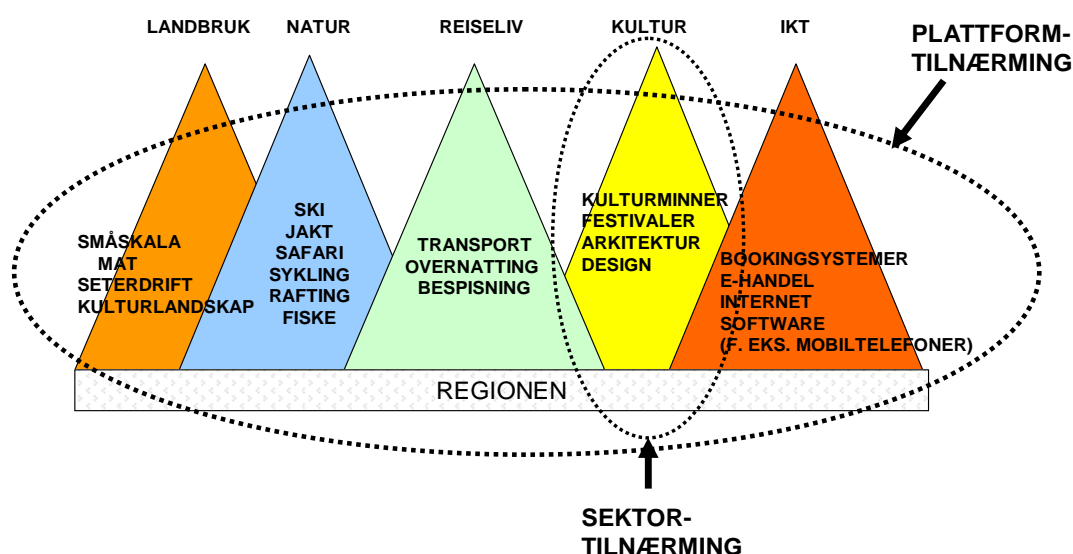 LANDBRUK
NATUR
REISELIV
KULTUR
IKT
PLATTFORM-
TILNÆRMING
SMÅSKALA
MAT
SETERDRIFT
KULTURLANDSKAP
SKI
JAKT
SAFARI
SYKLING
RAFTING
FISKE
TRANSPORT
OVERNATTING
BESPISNING
KULTURMINNER
FESTIVALER
ARKITEKTUR
DESIGN
BOOKINGSYSTEMER
E-HANDEL
INTERNET
SOFTWARE
(F. EKS. MOBILTELEFONER)
REGIONEN
SEKTOR-
TILNÆRMING